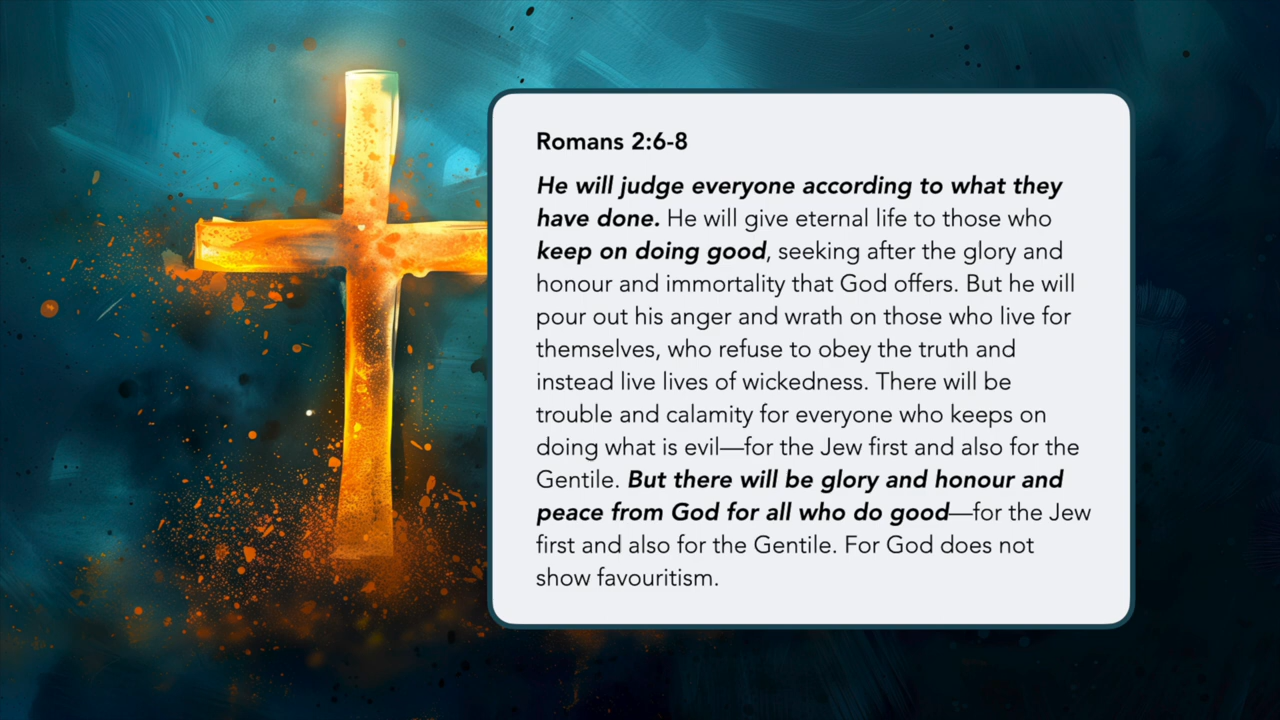 Romans 2:6-8
He will judge everyone according to what they
have done. He will give eternal life to those who
keep on doing good, seeking after the glory and
honour and immortality that God offers. But he will
pour out his anger and wrath on those who live for
themselves, who refuse to obey the truth and
instead live lives of wickedness. There will be
trouble and calamity for everyone who keeps on
doing what is evil—for the Jew first and also for the
Gentile. But there will be glory and honour and
peace from God for all who do good—for the Jew
first and also for the Gentile. For God does not
show favouritism.